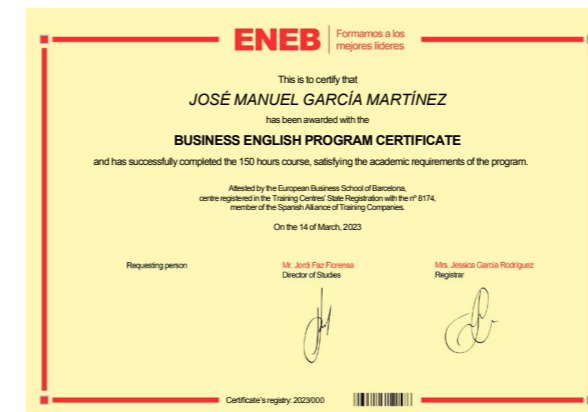 ENEB
Formamos a los
mejores líderes
This is to certify that
JOSÉ MANUEL GARCÍA MARTÍNEZ
has been awarded with the
BUSINESS ENGLISH PROGRAM CERTIFICATE
and has successfully completed the 150 hours course, satisfying the academic requirements of the program.
Attested by the European Business School of Barcelona,
centre registered in the Training Centres' State Registration with the nº 8174,
member of the Spanish Alliance of Training Companies.
On the 14 of March, 2023
Requesting person
Mr. Jordi Faz Florensa
Director of Studies
Mrs. Jessica García Rodríguez
Registrar
Certificate's registry: 2023/000